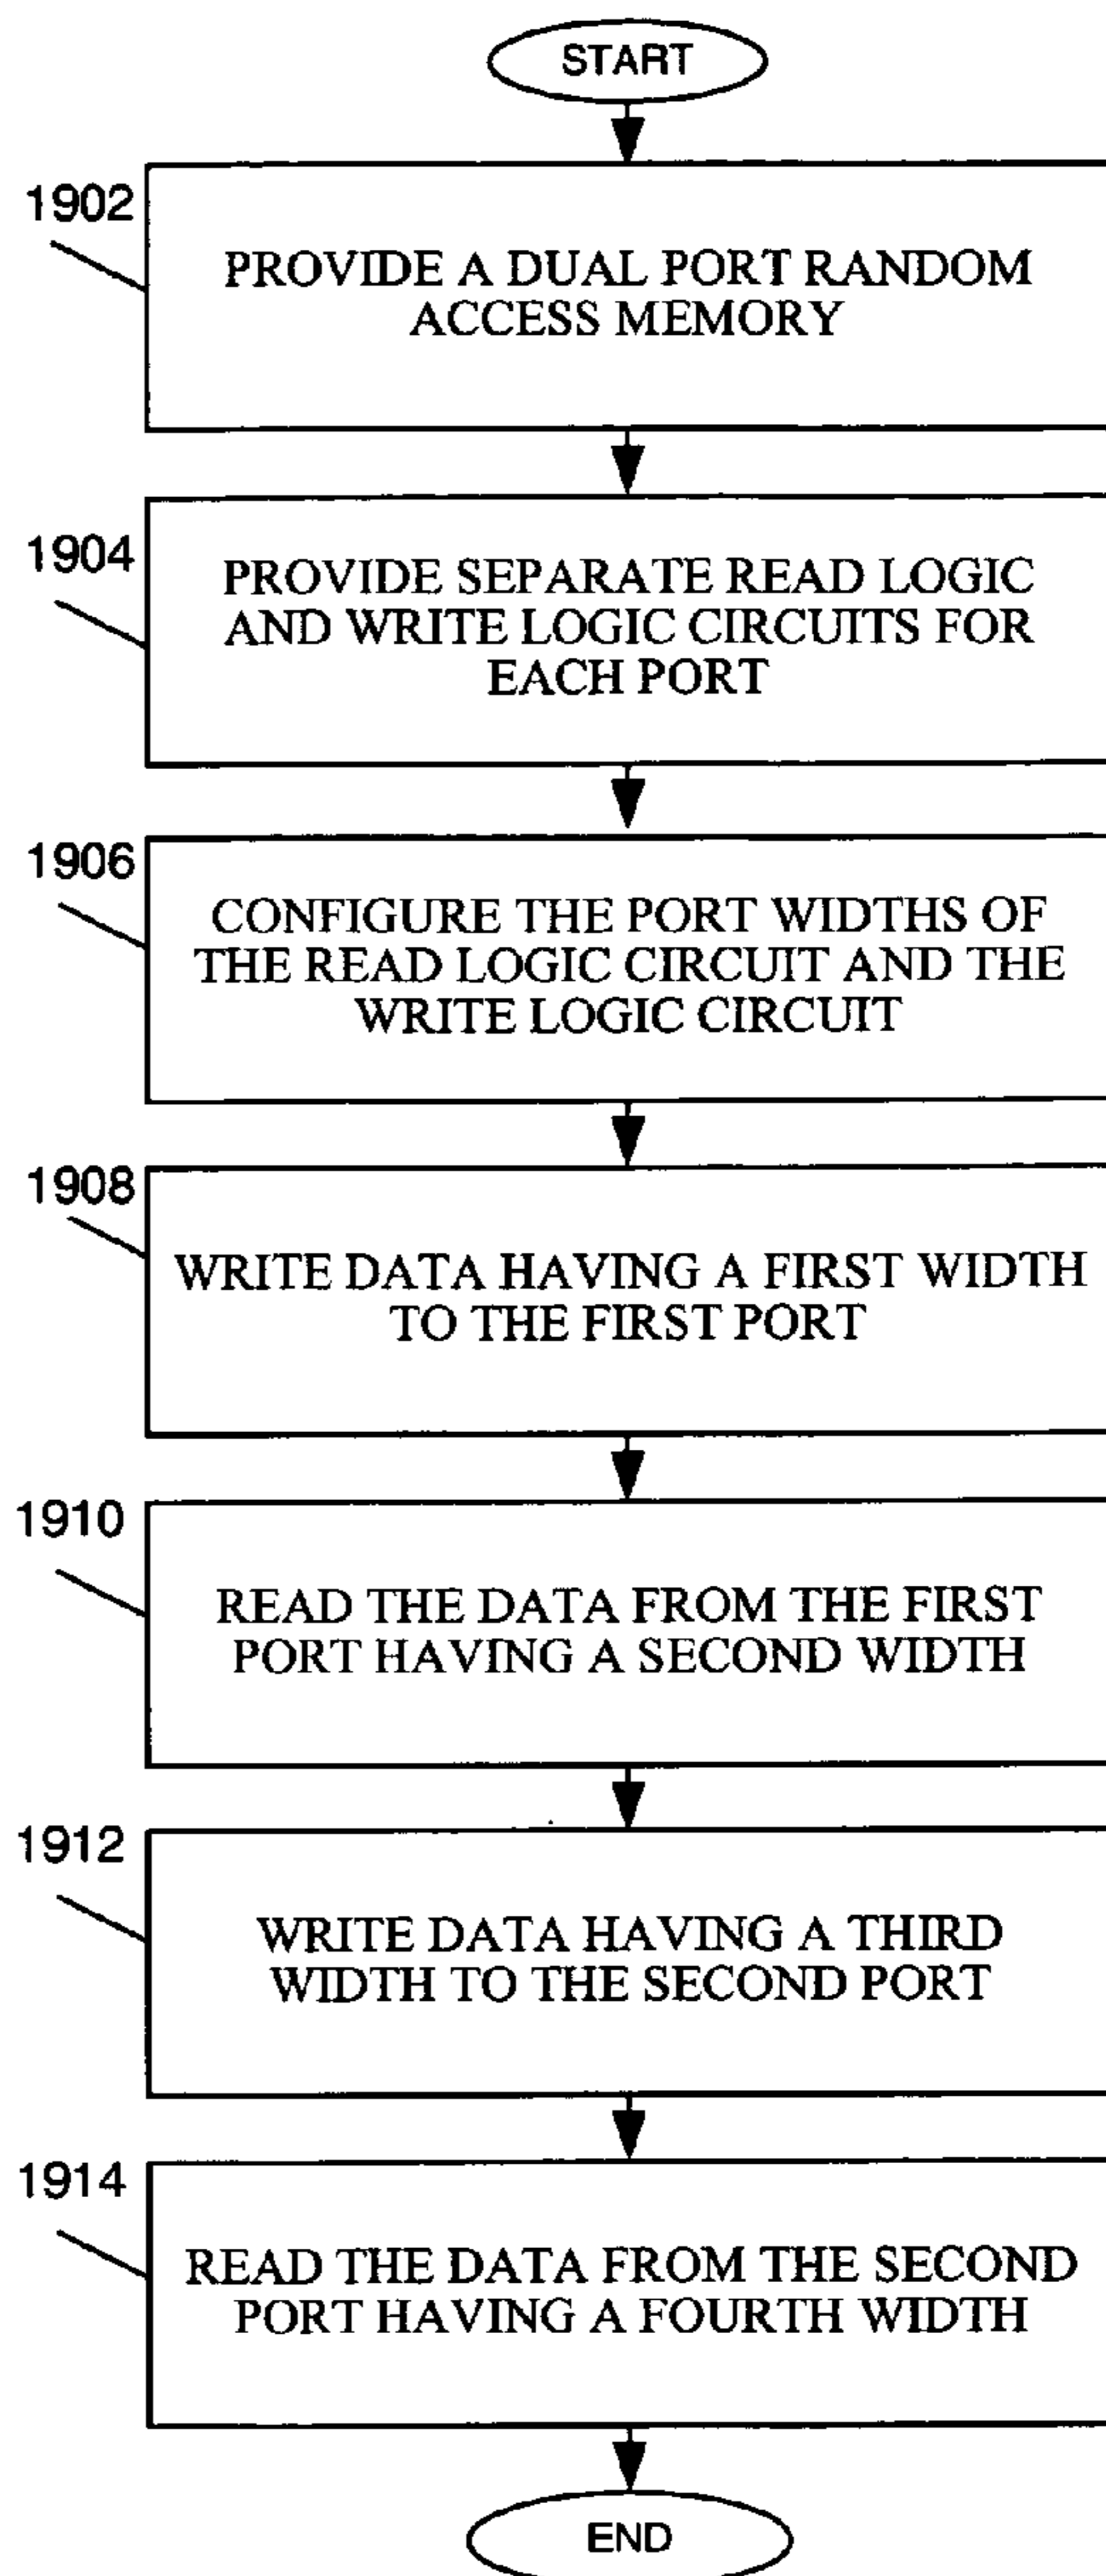 START
1902
PROVIDE A DUAL PORT RANDOM
ACCESS MEMORY
1904
PROVIDE SEPARATE READ LOGIC
AND WRITE LOGIC CIRCUITS FOR
EACH PORT
1906
CONFIGURE THE PORT WIDTHS OF
THE READ LOGIC CIRCUIT AND THE
WRITE LOGIC CIRCUIT
1908
WRITE DATA HAVING A FIRST WIDTH
TO THE FIRST PORT
1910
READ THE DATA FROM THE FIRST
PORT HAVING A SECOND WIDTH
1912
WRITE DATA HAVING A THIRD
WIDTH TO THE SECOND PORT
1914
READ THE DATA FROM THE SECOND
PORT HAVING A FOURTH WIDTH
END